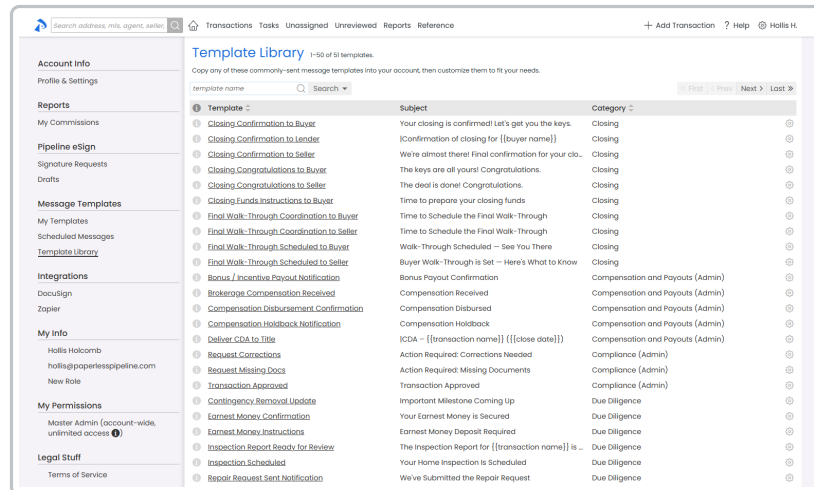 Search address, mls, agent, seller,
Transactions Tasks Unassigned Unreviewed Reports Reference
Add Transaction ? Help Hollis H.
Account Info
Profile & Settings
Reports
My Commissions
Pipeline eSign
Signature Requests
Drafts
Message Templates
My Templates
Scheduled Messages
Template Library
Integrations
DocuSign
Zapier
My Info
Hollis Holcomb
hollis@paperlesspipeline.com
New Role
My Permissions
Master Admin (account-wide,
unlimited access)
Legal Stuff
Terms of Service
Template Library 1-50 of 51 templates.
Copy any of these commonly-sent message templates into your account, then customize them to fit your needs.
template name Search
« First ‹ Prev Next › Last »
Template Subject Category
Closing Confirmation to Buyer Your closing is confirmed! Let's get you the keys. Closing
Closing Confirmation to Lender |Confirmation of closing for {{buyer name}} Closing
Closing Confirmation to Seller We're almost there! Final confirmation for your clo... Closing
Closing Congratulations to Buyer The keys are all yours! Congratulations. Closing
Closing Congratulations to Seller The deal is done! Congratulations. Closing
Closing Funds Instructions to Buyer Time to prepare your closing funds Closing
Final Walk-Through Coordination to Buyer Time to Schedule the Final Walk-Through Closing
Final Walk-Through Coordination to Seller Time to Schedule the Final Walk-Through Closing
Final Walk-Through Scheduled to Buyer Walk-Through Scheduled — See You There Closing
Final Walk-Through Scheduled to Seller Buyer Walk-Through is Set — Here's What to Know Closing
Bonus / Incentive Payout Notification Bonus Payout Confirmation Compensation and Payouts (Admin)
Brokerage Compensation Received Compensation Received Compensation and Payouts (Admin)
Compensation Disbursement Confirmation Compensation Disbursed Compensation and Payouts (Admin)
Compensation Holdback Notification Compensation Holdback Compensation and Payouts (Admin)
Deliver CDA to Title |CDA – {{transaction name}} ({{close date}}) Compensation and Payouts (Admin)
Request Corrections Action Required: Corrections Needed Compliance (Admin)
Request Missing Docs Action Required: Missing Documents Compliance (Admin)
Transaction Approved Transaction Approved Compliance (Admin)
Contingency Removal Update Important Milestone Coming Up Due Diligence
Earnest Money Confirmation Your Earnest Money is Secured Due Diligence
Earnest Money Instructions Earnest Money Deposit Required Due Diligence
Inspection Report Ready for Review The Inspection Report for {{transaction name}} is ... Due Diligence
Inspection Scheduled Your Home Inspection Is Scheduled Due Diligence
Repair Request Sent Notification We've Submitted the Repair Request Due Diligence